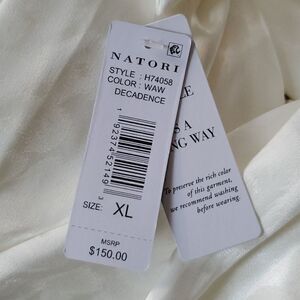 NATORI
STYLE : H74058
COLOR : WAW
DECADENCE
1 92374 52149 3
SIZE: XL
MSRP
$150.00
S A
NG WAY
To preserve the rich color
of this garment,
we recommend washing
before wearing.